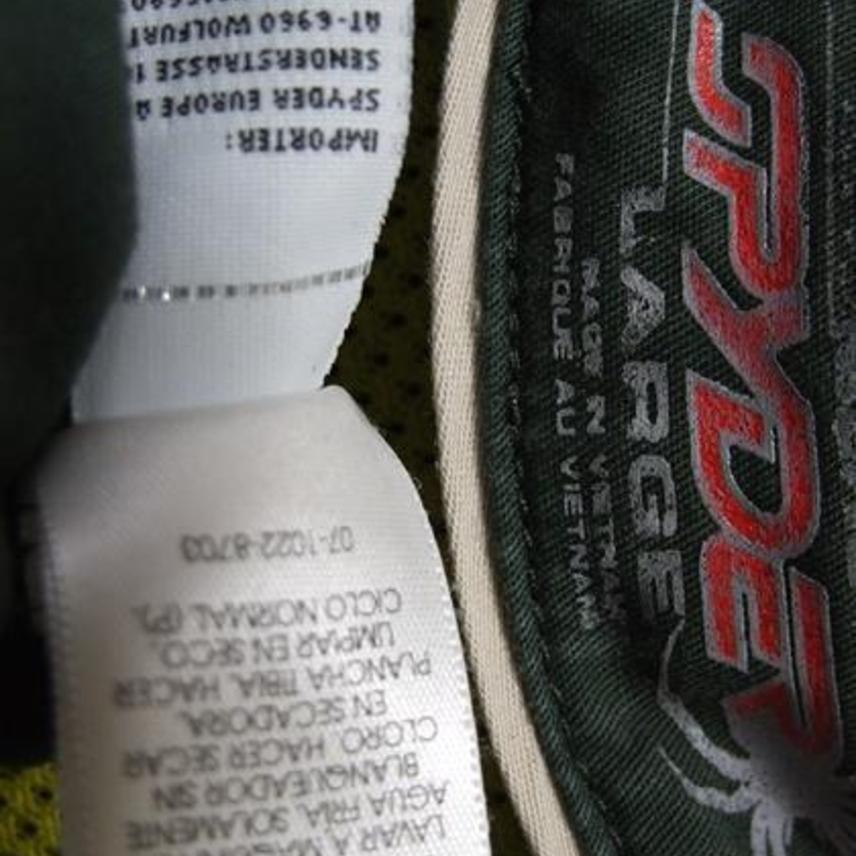 SPYDER
LARGE
MADE IN VIETNAM
FABRIQUÉ AU VIETNAM
IMPORTER:
SPYDER EUROPE
SENDERSTRASSE
AT-6960 WOLFURT
LAVAR A
AGUA FRIA, SOLAMENTE
BLANQUEADOR SIN
CLORO, HACER SECAR
EN SECADORA,
PLANCHA TIBIA, HACER
LIMPIAR EN SECO,
CICLO NORMAL (P).
07-1022-8703